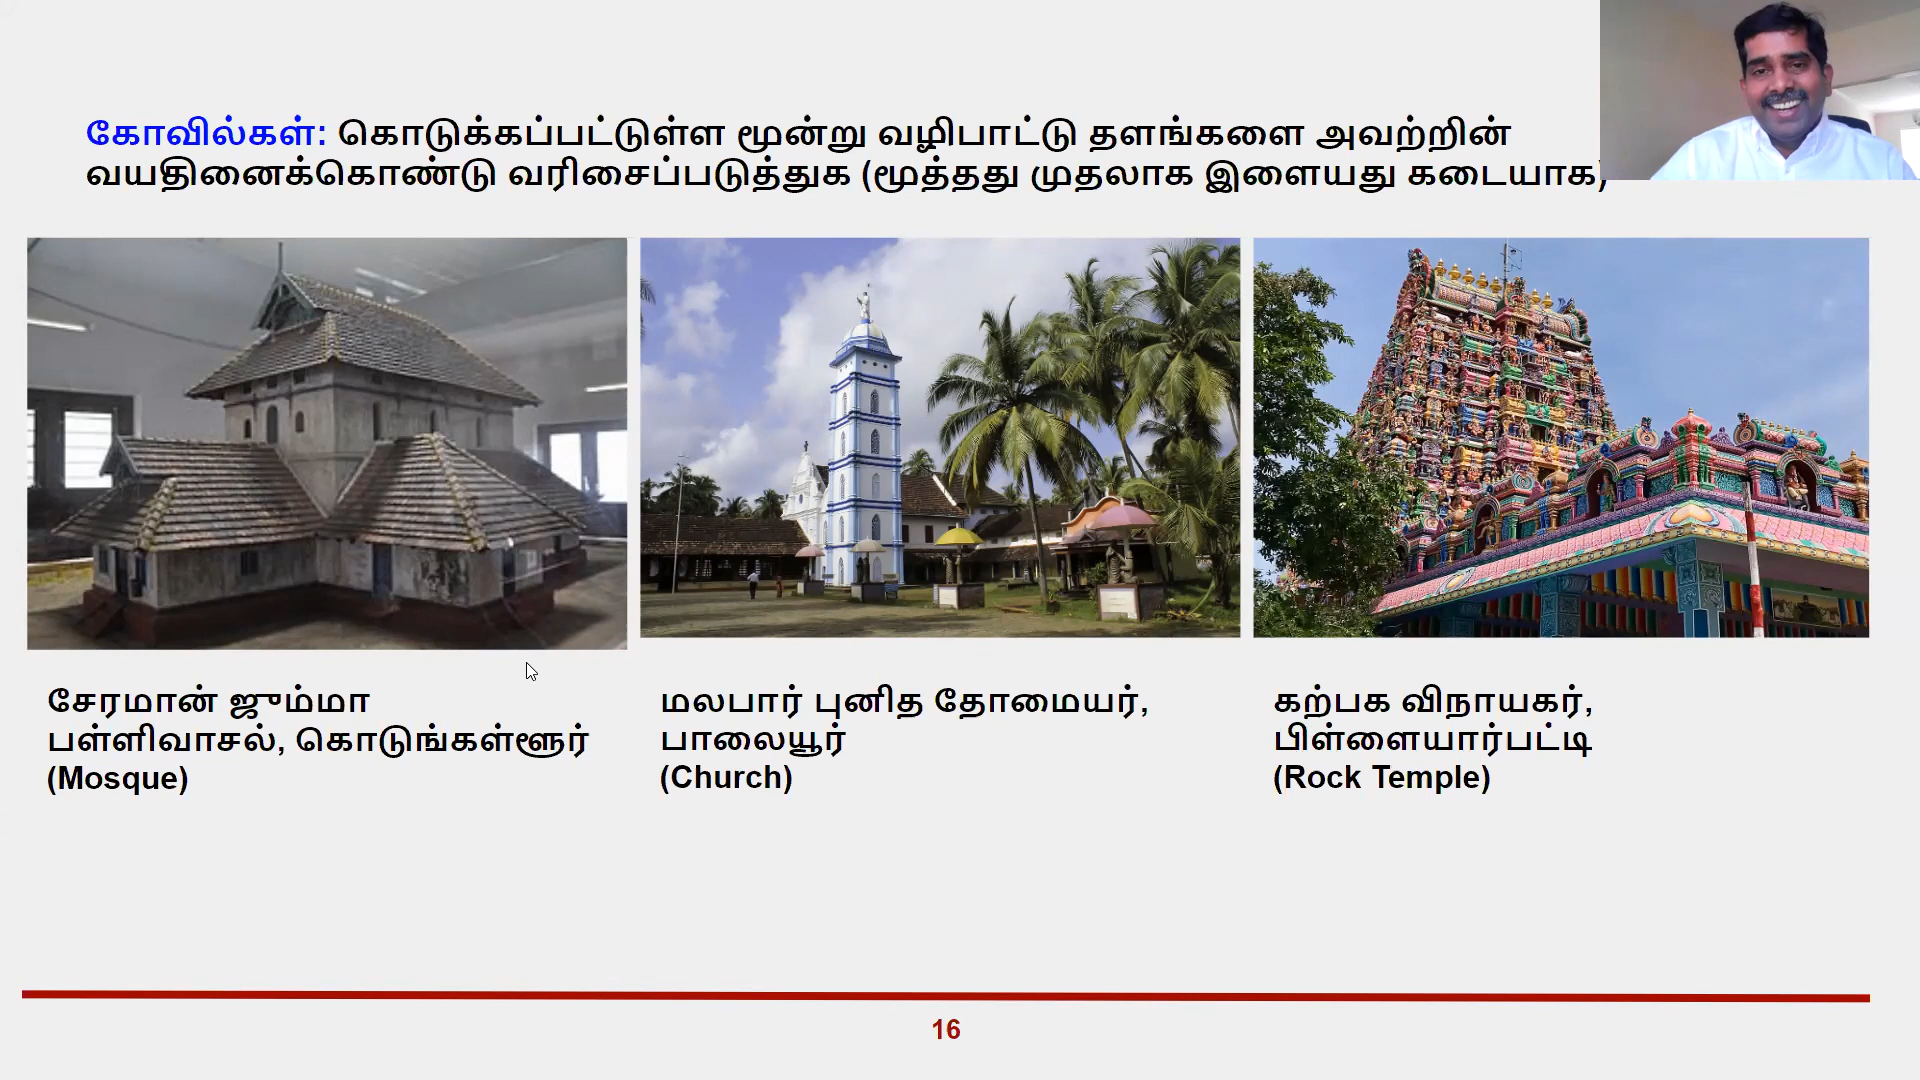 கோவில்கள்: கொடுக்கப்பட்டுள்ள மூன்று வழிபாட்டு தளங்களை அவற்றின்
வயதினைக்கொண்டு வரிசைப்படுத்துக (மூத்தது முதலாக இளையது கடையாக)
சேரமான் ஜும்மா
பள்ளிவாசல், கொடுங்கள்ளூர்
(Mosque)
மலபார் புனித தோமையர்,
பாலையூர்
(Church)
கற்பக விநாயகர்,
பிள்ளையார்பட்டி
(Rock Temple)
16